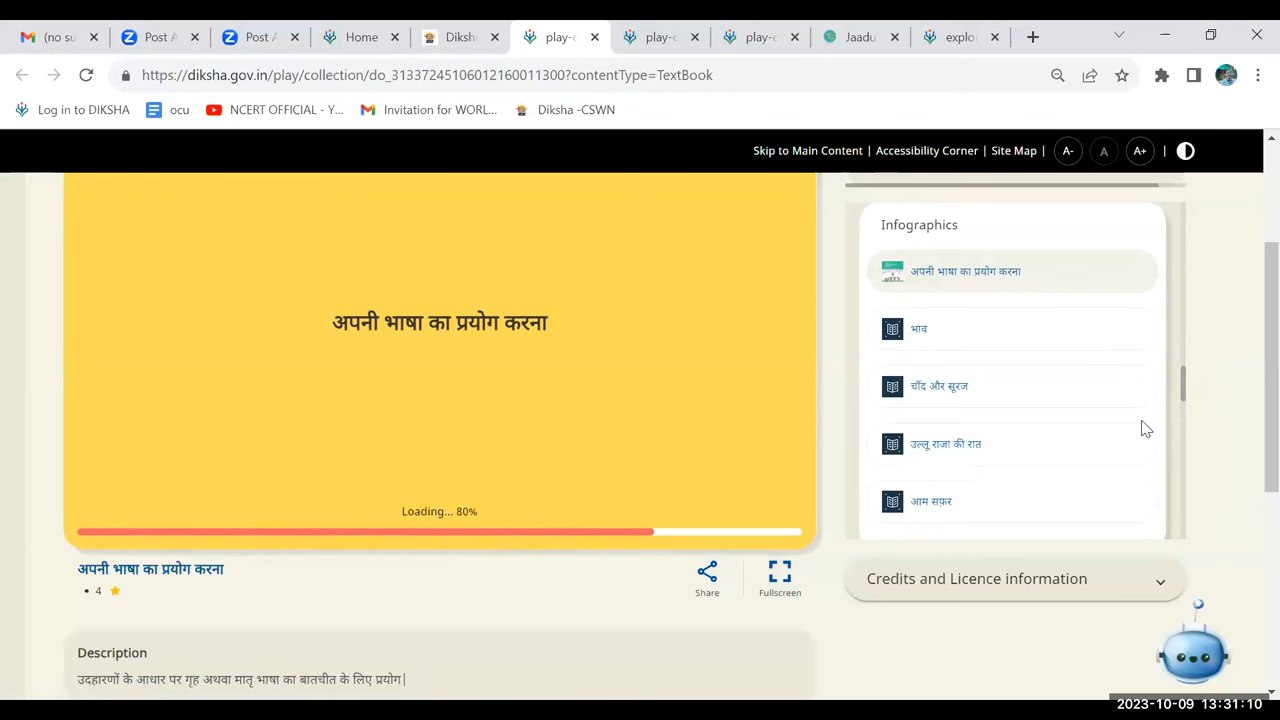 (no su
Post A
Post A
Home
Diksh
play-c
play-c
play-c
Jaadu
explo
https://diksha.gov.in/play/collection/do_31337245106012160011300?contentType=TextBook
Log in to DIKSHA
ocu
NCERT OFFICIAL - Y...
Invitation for WORL...
Diksha -CSWN
Skip to Main Content | Accessibility Corner | Site Map | A- A A+ |
Infographics
अपनी भाषा का प्रयोग करना
भाव
चाँद और सूरज
उल्लू राजा की रात
आम सफ़र
अपनी भाषा का प्रयोग करना
Loading... 80%
अपनी भाषा का प्रयोग करना
• 4
Share
Fullscreen
Credits and Licence information
Description
उदहारणों के आधार पर गृह अथवा मातृ भाषा का बातचीत के लिए प्रयोग|
2023-10-09 13:31:10